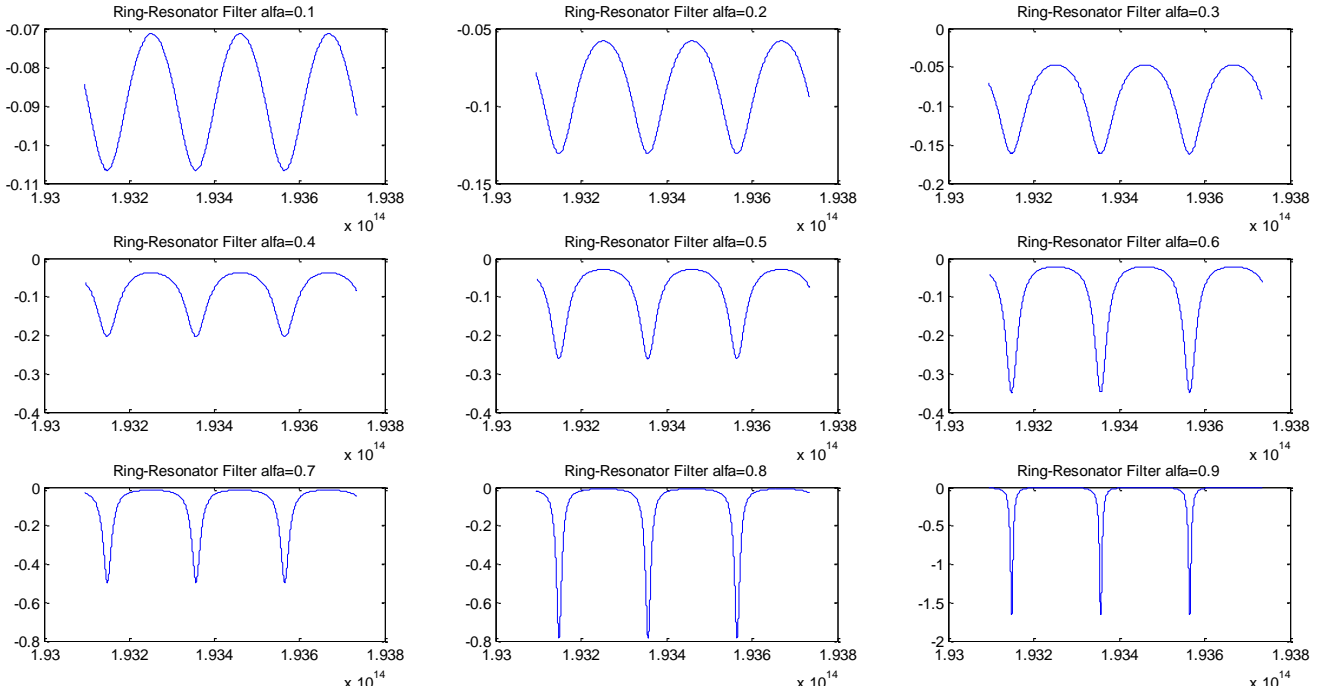 Ring-Resonator Filter alfa=0.1
-0.07
-0.08
-0.09
-0.1
-0.11
1.93 1.932 1.934 1.936 1.938
x 10^14
Ring-Resonator Filter alfa=0.2
-0.05
-0.1
-0.15
1.93 1.932 1.934 1.936 1.938
x 10^14
Ring-Resonator Filter alfa=0.3
0
-0.05
-0.1
-0.15
-0.2
1.93 1.932 1.934 1.936 1.938
x 10^14
Ring-Resonator Filter alfa=0.4
0
-0.1
-0.2
-0.3
-0.4
1.93 1.932 1.934 1.936 1.938
x 10^14
Ring-Resonator Filter alfa=0.5
0
-0.1
-0.2
-0.3
-0.4
1.93 1.932 1.934 1.936 1.938
x 10^14
Ring-Resonator Filter alfa=0.6
0
-0.1
-0.2
-0.3
-0.4
1.93 1.932 1.934 1.936 1.938
x 10^14
Ring-Resonator Filter alfa=0.7
0
-0.2
-0.4
-0.6
-0.8
1.93 1.932 1.934 1.936 1.938
x 10^14
Ring-Resonator Filter alfa=0.8
0
-0.2
-0.4
-0.6
-0.8
1.93 1.932 1.934 1.936 1.938
x 10^14
Ring-Resonator Filter alfa=0.9
0
-0.5
-1
-1.5
-2
1.93 1.932 1.934 1.936 1.938
x 10^14